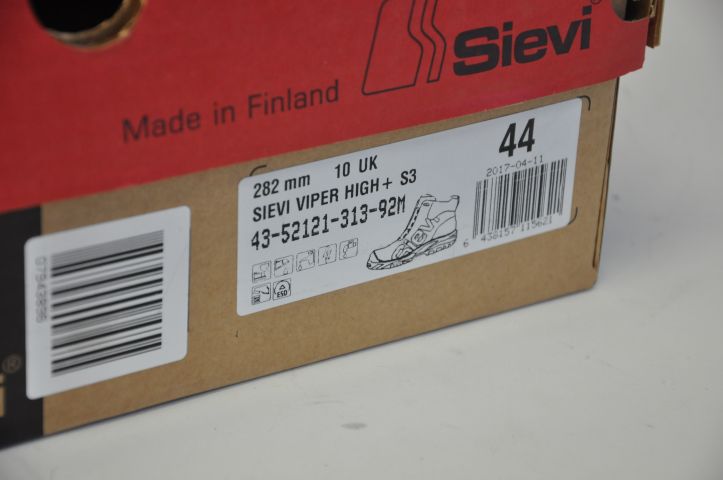 Sievi
Made in Finland
282 mm 10 UK
44
SIEVI VIPER HIGH+ S3
2017-04-11
43-52121-313-92M
6 438157 115621
ESD
07943896